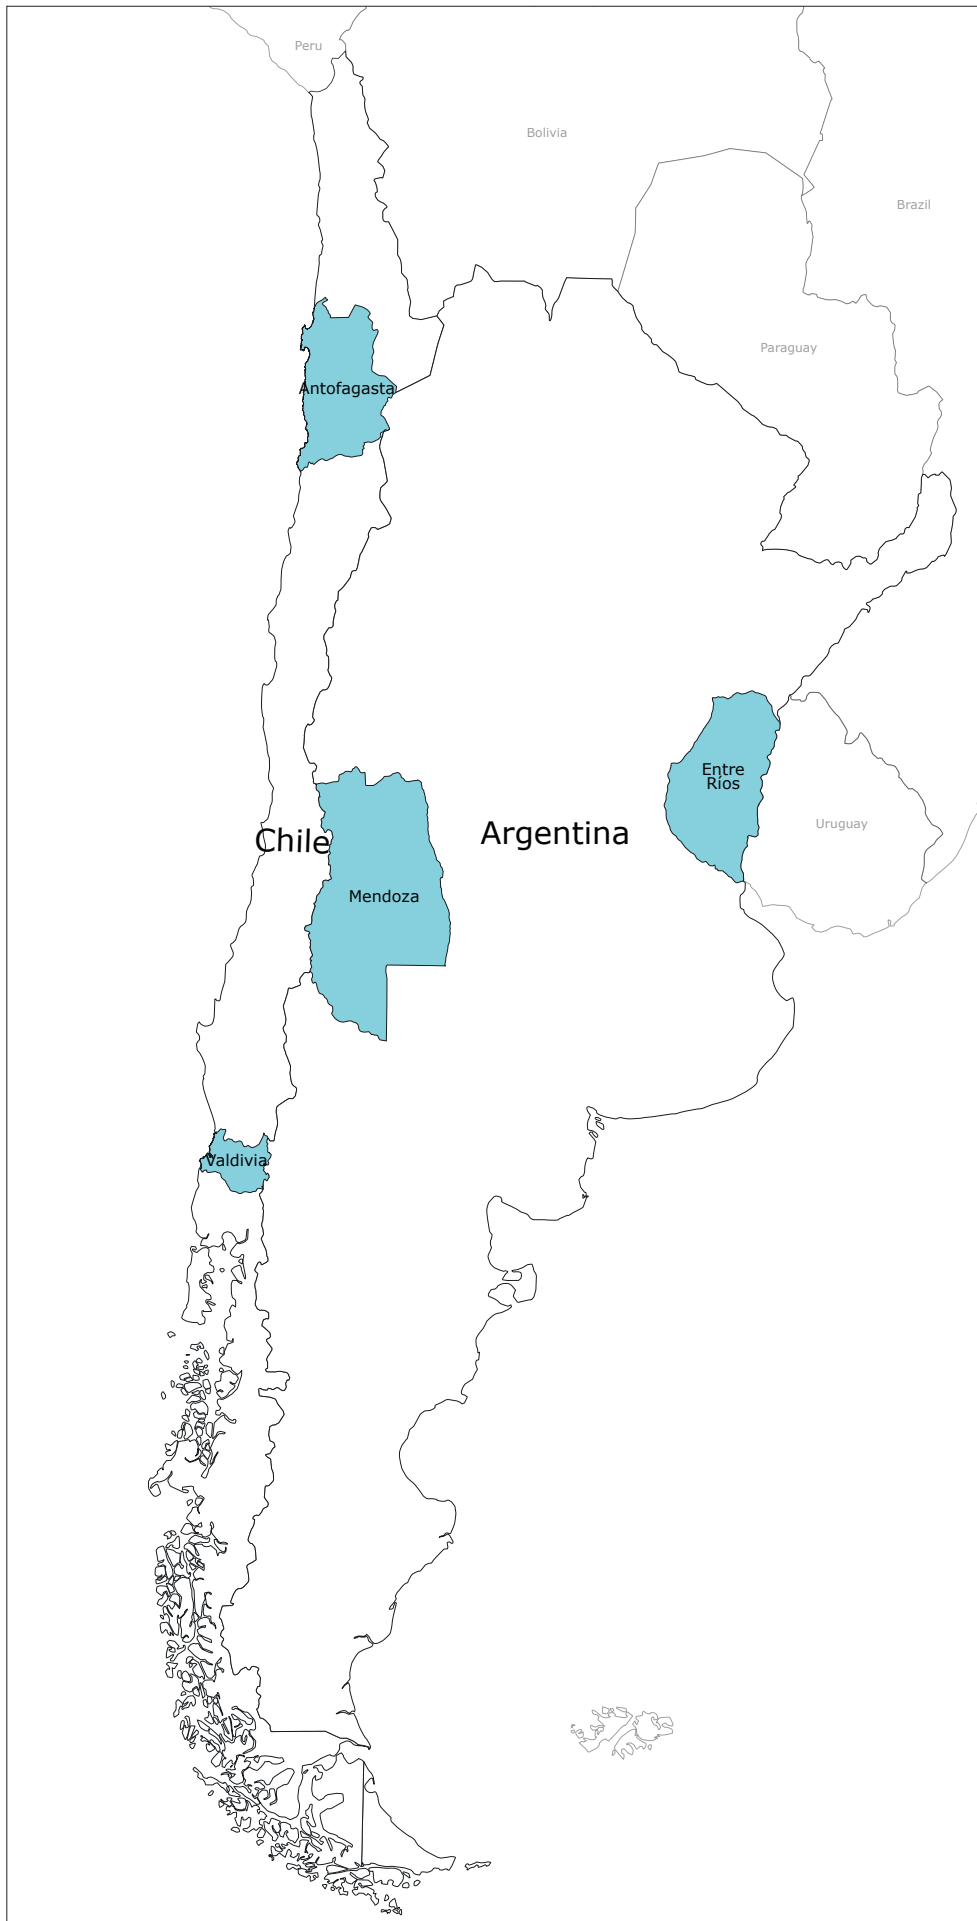 Peru
Bolivia
Brazil
Paraguay
Antofagasta
Entre
Ríos
Uruguay
Argentina
Chile
Mendoza
Valdivia